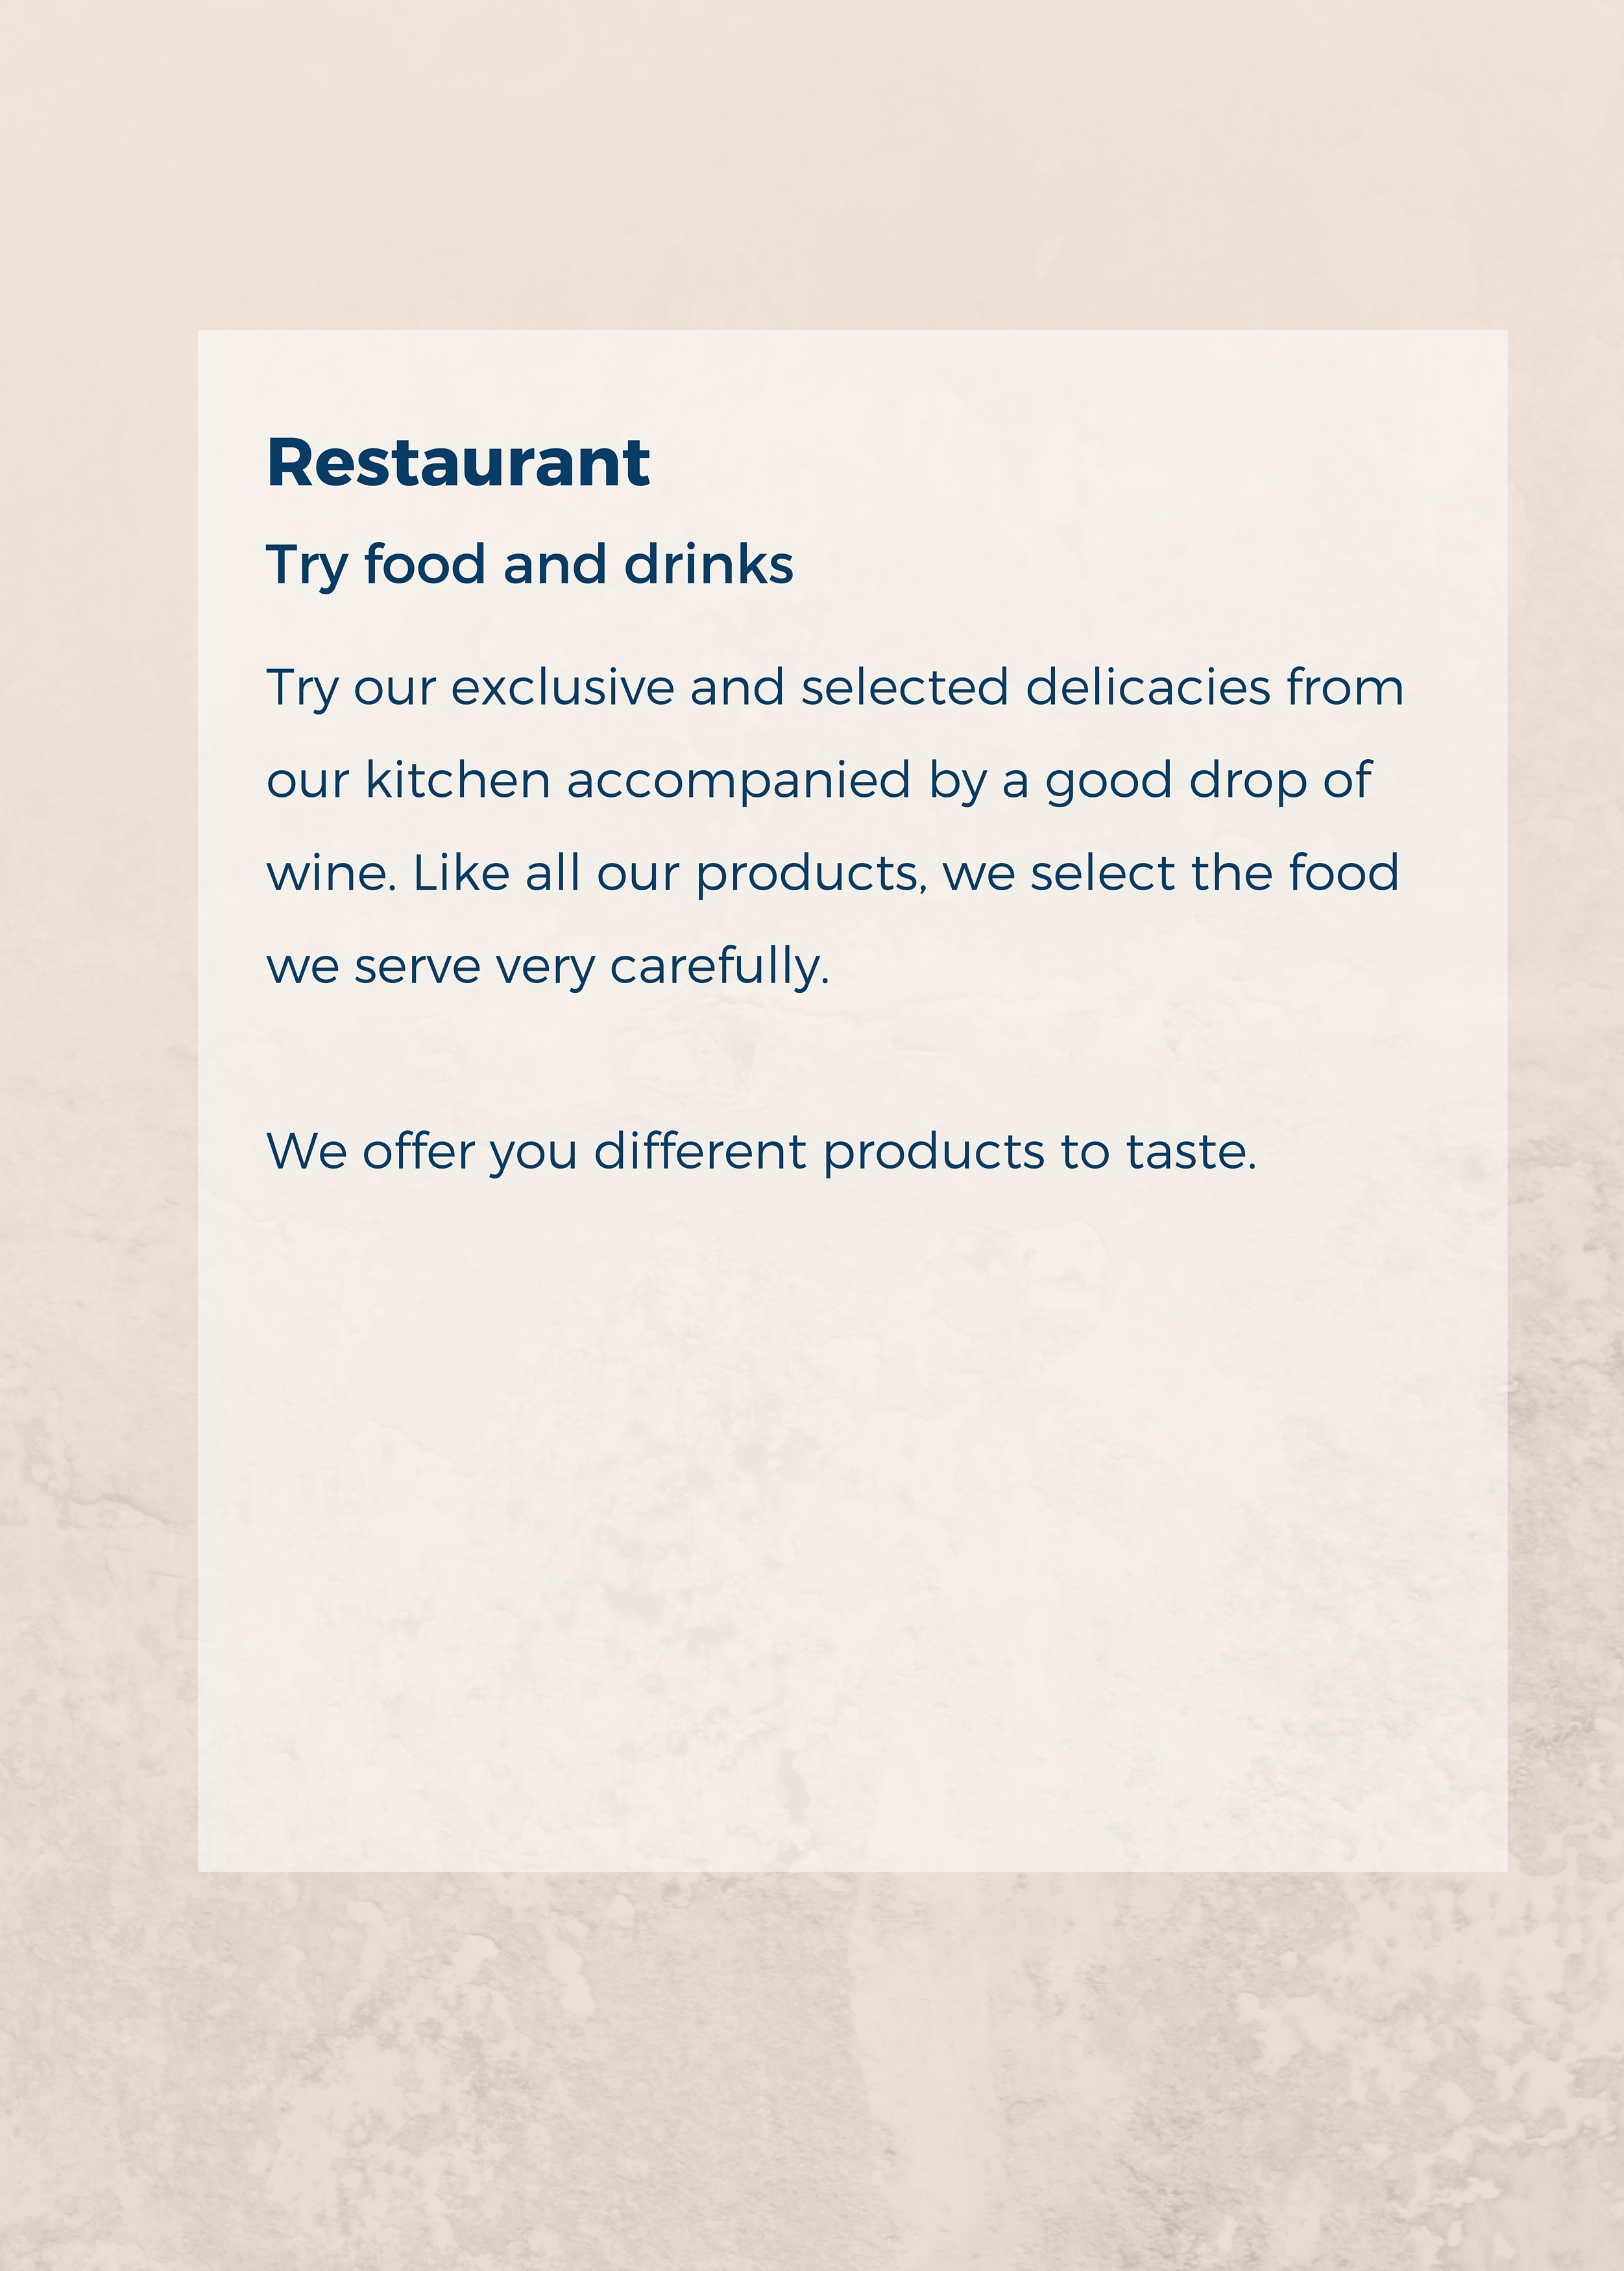 Restaurant
Try food and drinks
Try our exclusive and selected delicacies from
our kitchen accompanied by a good drop of
wine. Like all our products, we select the food
we serve very carefully.
We offer you different products to taste.